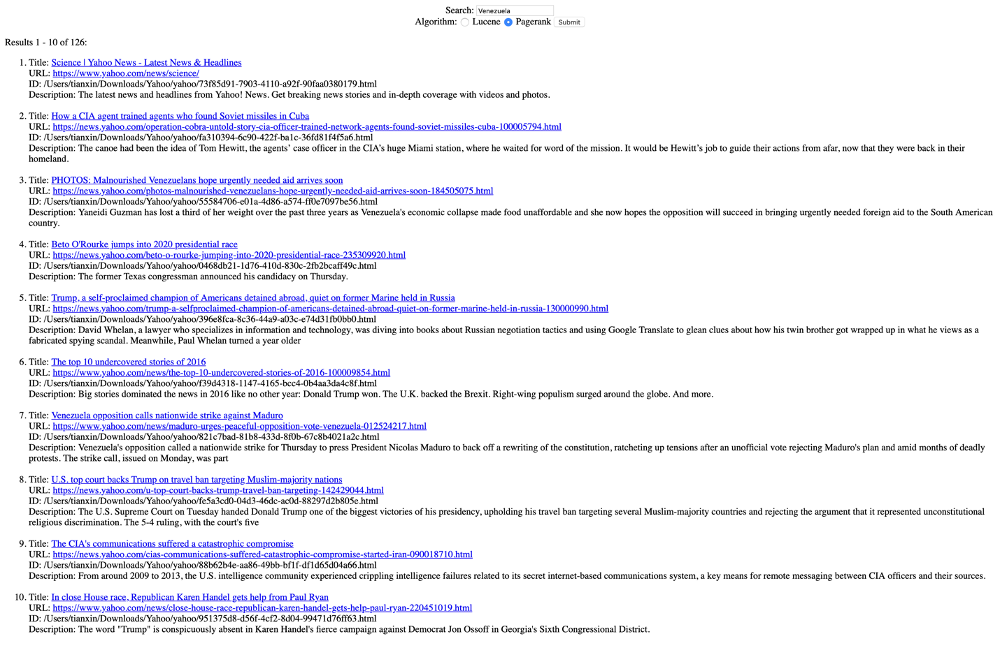 Search: Venezuela
Algorithm: Lucene Pagerank Submit
Results 1 - 10 of 126:
1. Title: Science | Yahoo News - Latest News & Headlines
URL: https://www.yahoo.com/news/science/
ID: /Users/tianxin/Downloads/Yahoo/yahoo/73f85d91-7903-4110-a92f-90faa0380179.html
Description: The latest news and headlines from Yahoo! News. Get breaking news stories and in-depth coverage with videos and photos.
2. Title: How a CIA agent trained agents who found Soviet missiles in Cuba
URL: https://news.yahoo.com/operation-cobra-untold-story-cia-officer-trained-network-agents-found-soviet-missiles-cuba-100005794.html
ID: /Users/tianxin/Downloads/Yahoo/yahoo/fa310394-6c90-422f-ba1c-36fd81f4f5a6.html
Description: The canoe had been the idea of Tom Hewitt, the agents’ case officer in the CIA’s huge Miami station, where he waited for word of the mission. It would be Hewitt’s job to guide their actions from afar, now that they were back in their
homeland.
3. Title: PHOTOS: Malnourished Venezuelans hope urgently needed aid arrives soon
URL: https://news.yahoo.com/photos-malnourished-venezuelans-hope-urgently-needed-aid-arrives-soon-184505075.html
ID: /Users/tianxin/Downloads/Yahoo/yahoo/55584706-e01a-4d86-a574-ff0e7097be56.html
Description: Yaneidi Guzman has lost a third of her weight over the past three years as Venezuela's economic collapse made food unaffordable and she now hopes the opposition will succeed in bringing urgently needed foreign aid to the South American
country.
4. Title: Beto O'Rourke jumps into 2020 presidential race
URL: https://news.yahoo.com/beto-o-rourke-jumping-into-2020-presidential-race-235309920.html
ID: /Users/tianxin/Downloads/Yahoo/yahoo/0468db21-1d76-410d-830c-2fb2bcaff49c.html
Description: The former Texas congressman announced his candidacy on Thursday.
5. Title: Trump, a self-proclaimed champion of Americans detained abroad, quiet on former Marine held in Russia
URL: https://news.yahoo.com/trump-a-selfproclaimed-champion-of-americans-detained-abroad-quiet-on-former-marine-held-in-russia-130000990.html
ID: /Users/tianxin/Downloads/Yahoo/yahoo/396e8fca-8c36-44a9-a03c-e74d31fb0bb0.html
Description: David Whelan, a lawyer who specializes in information and technology, was diving into books about Russian negotiation tactics and using Google Translate to glean clues about how his twin brother got wrapped up in what he views as a
fabricated spying scandal. Meanwhile, Paul Whelan turned a year older
6. Title: The top 10 undercovered stories of 2016
URL: https://www.yahoo.com/news/the-top-10-undercovered-stories-of-2016-100009854.html
ID: /Users/tianxin/Downloads/Yahoo/yahoo/f39d4318-1147-4165-bcc4-0b4aa3da4c8f.html
Description: Big stories dominated the news in 2016 like no other year: Donald Trump won. The U.K. backed the Brexit. Right-wing populism surged around the globe. And more.
7. Title: Venezuela opposition calls nationwide strike against Maduro
URL: https://www.yahoo.com/news/maduro-urges-peaceful-opposition-vote-venezuela-012524217.html
ID: /Users/tianxin/Downloads/Yahoo/yahoo/821c7bad-81b8-433d-8f0b-67c8b4021a2c.html
Description: Venezuela's opposition called a nationwide strike for Thursday to press President Nicolas Maduro to back off a rewriting of the constitution, ratcheting up tensions after an unofficial vote rejecting Maduro's plan and amid months of deadly
protests. The strike call, issued on Monday, was part
8. Title: U.S. top court backs Trump on travel ban targeting Muslim-majority nations
URL: https://news.yahoo.com/u-top-court-backs-trump-travel-ban-targeting-142429044.html
ID: /Users/tianxin/Downloads/Yahoo/yahoo/fe5a3cd0-04d3-46dc-ac0d-88297d2b805e.html
Description: The U.S. Supreme Court on Tuesday handed Donald Trump one of the biggest victories of his presidency, upholding his travel ban targeting several Muslim-majority countries and rejecting the argument that it represented unconstitutional
religious discrimination. The 5-4 ruling, with the court's five
9. Title: The CIA's communications suffered a catastrophic compromise
URL: https://news.yahoo.com/cias-communications-suffered-catastrophic-compromise-started-iran-090018710.html
ID: /Users/tianxin/Downloads/Yahoo/yahoo/88b62b4e-aa86-49bb-bf1f-df1d65d04a66.html
Description: From around 2009 to 2013, the U.S. intelligence community experienced crippling intelligence failures related to its secret internet-based communications system, a key means for remote messaging between CIA officers and their sources.
10. Title: In close House race, Republican Karen Handel gets help from Paul Ryan
URL: https://www.yahoo.com/news/close-house-race-republican-karen-handel-gets-help-paul-ryan-220451019.html
ID: /Users/tianxin/Downloads/Yahoo/yahoo/951375d8-d56f-4cf2-8d04-99471d76ff63.html
Description: The word "Trump" is conspicuously absent in Karen Handel's fierce campaign against Democrat Jon Ossoff in Georgia's Sixth Congressional District.